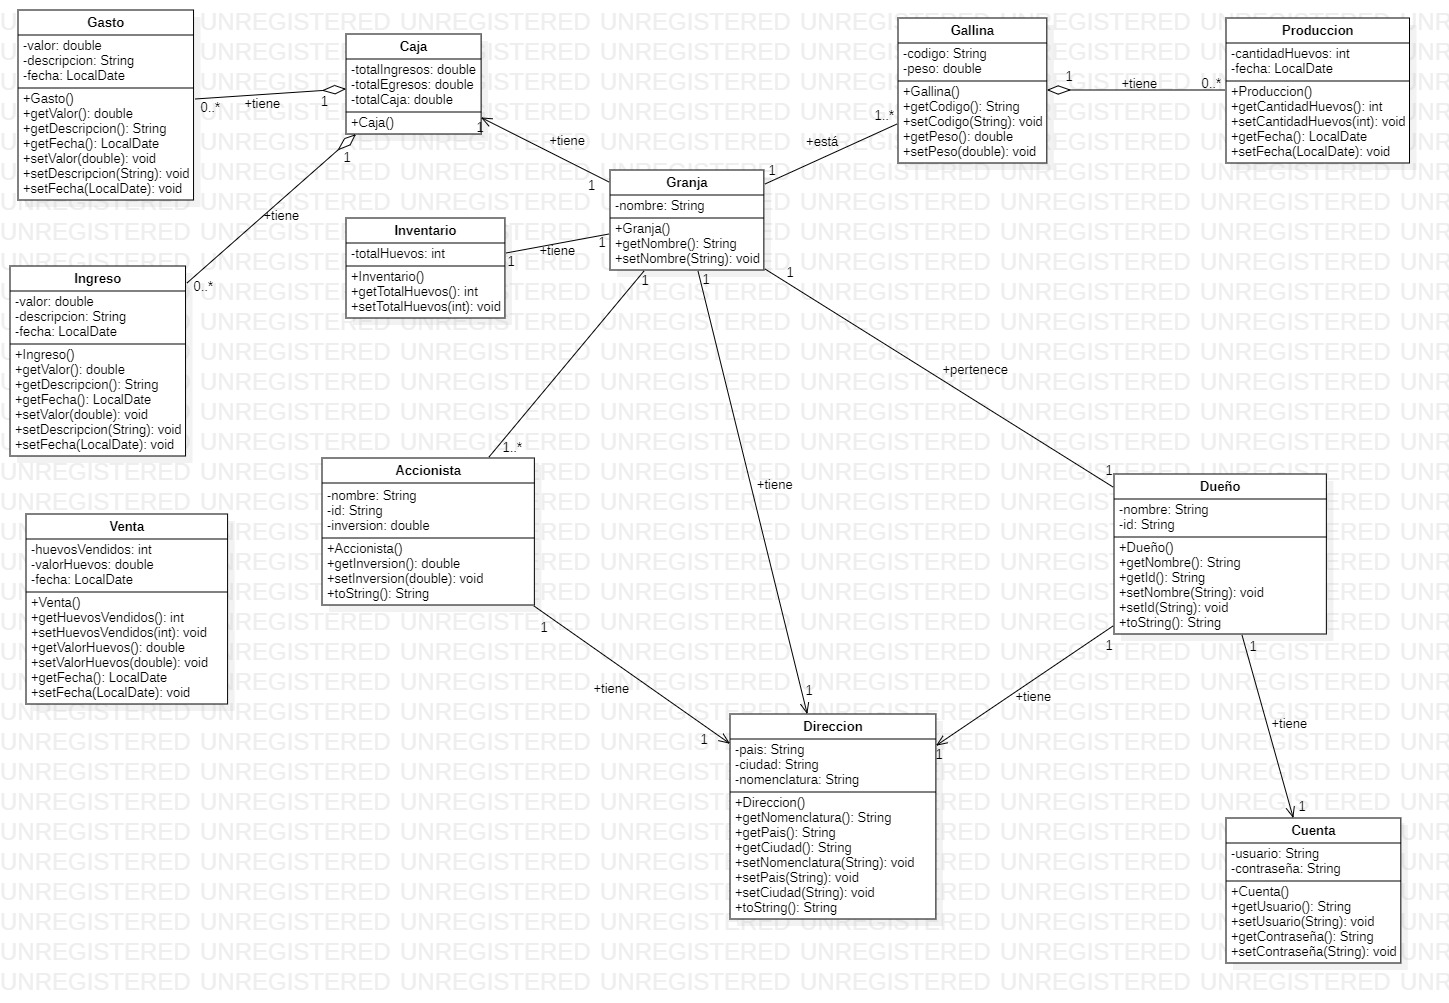 Gasto
-valor: double
-descripcion: String
-fecha: LocalDate
+Gasto()
+getValor(): double
+getDescripcion(): String
+getFecha(): LocalDate
+setValor(double): void
+setDescripcion(String): void
+setFecha(LocalDate): void
0..*
+tiene
1
Caja
-totalIngresos: double
-totalEgresos: double
-totalCaja: double
+Caja()
1
+tiene
0..*
1
+tiene
1
Gallina
-codigo: String
-peso: double
+Gallina()
+getCodigo(): String
+setCodigo(String): void
+getPeso(): double
+setPeso(double): void
1
+tiene
0..*
Produccion
-cantidadHuevos: int
-fecha: LocalDate
+Produccion()
+getCantidadHuevos(): int
+setCantidadHuevos(int): void
+getFecha(): LocalDate
+setFecha(LocalDate): void
1..*
+está
1
Granja
-nombre: String
+Granja()
+getNombre(): String
+setNombre(String): void
Inventario
-totalHuevos: int
+Inventario()
+getTotalHuevos(): int
+setTotalHuevos(int): void
1
+tiene
1
Ingreso
-valor: double
-descripcion: String
-fecha: LocalDate
+Ingreso()
+getValor(): double
+getDescripcion(): String
+getFecha(): LocalDate
+setValor(double): void
+setDescripcion(String): void
+setFecha(LocalDate): void
1
1..*
1
+tiene
1
1
+pertenece
1
Accionista
-nombre: String
-id: String
-inversion: double
+Accionista()
+getInversion(): double
+setInversion(double): void
+toString(): String
1
+tiene
1
Dueño
-nombre: String
-id: String
+Dueño()
+getNombre(): String
+getId(): String
+setNombre(String): void
+setId(String): void
+toString(): String
1
+tiene
1
1
+tiene
1
Venta
-huevosVendidos: int
-valorHuevos: double
-fecha: LocalDate
+Venta()
+getHuevosVendidos(): int
+setHuevosVendidos(int): void
+getValorHuevos(): double
+setValorHuevos(double): void
+getFecha(): LocalDate
+setFecha(LocalDate): void
Direccion
-pais: String
-ciudad: String
-nomenclatura: String
+Direccion()
+getNomenclatura(): String
+getPais(): String
+getCiudad(): String
+setNomenclatura(String): void
+setPais(String): void
+setCiudad(String): void
+toString(): String
Cuenta
-usuario: String
-contraseña: String
+Cuenta()
+getUsuario(): String
+setUsuario(String): void
+getContraseña(): String
+setContraseña(String): void
UNREGISTERED